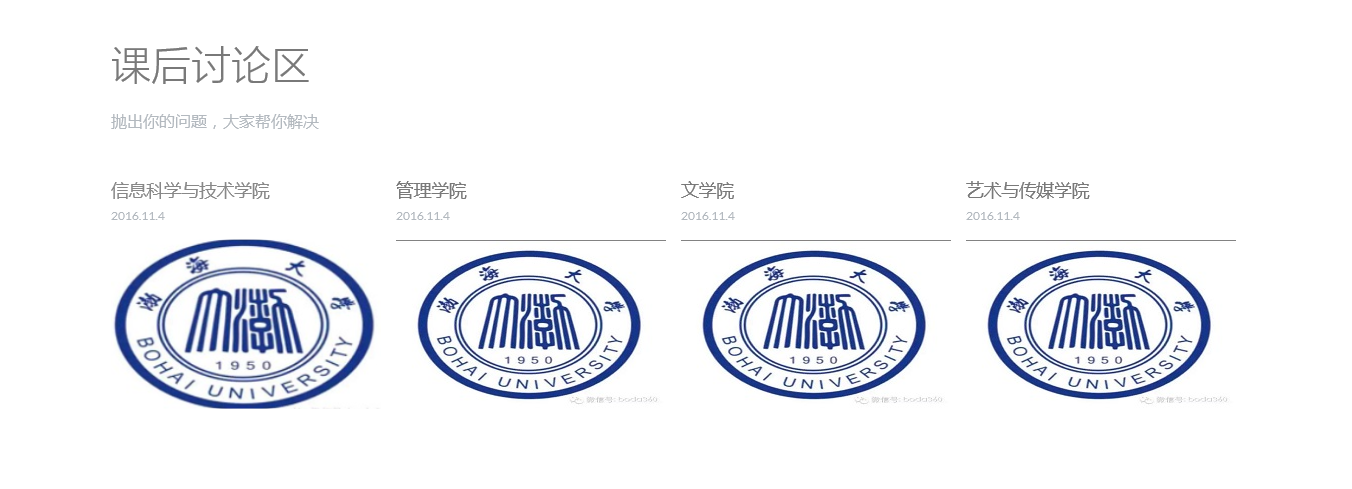 课后讨论区
抛出你的问题，大家帮你解决
信息科学与技术学院
2016.11.4
渤海大学
1950
BOHAI UNIVERSITY
管理学院
2016.11.4
渤海大学
1950
BOHAI UNIVERSITY
文学院
2016.11.4
渤海大学
1950
BOHAI UNIVERSITY
艺术与传媒学院
2016.11.4
渤海大学
1950
BOHAI UNIVERSITY